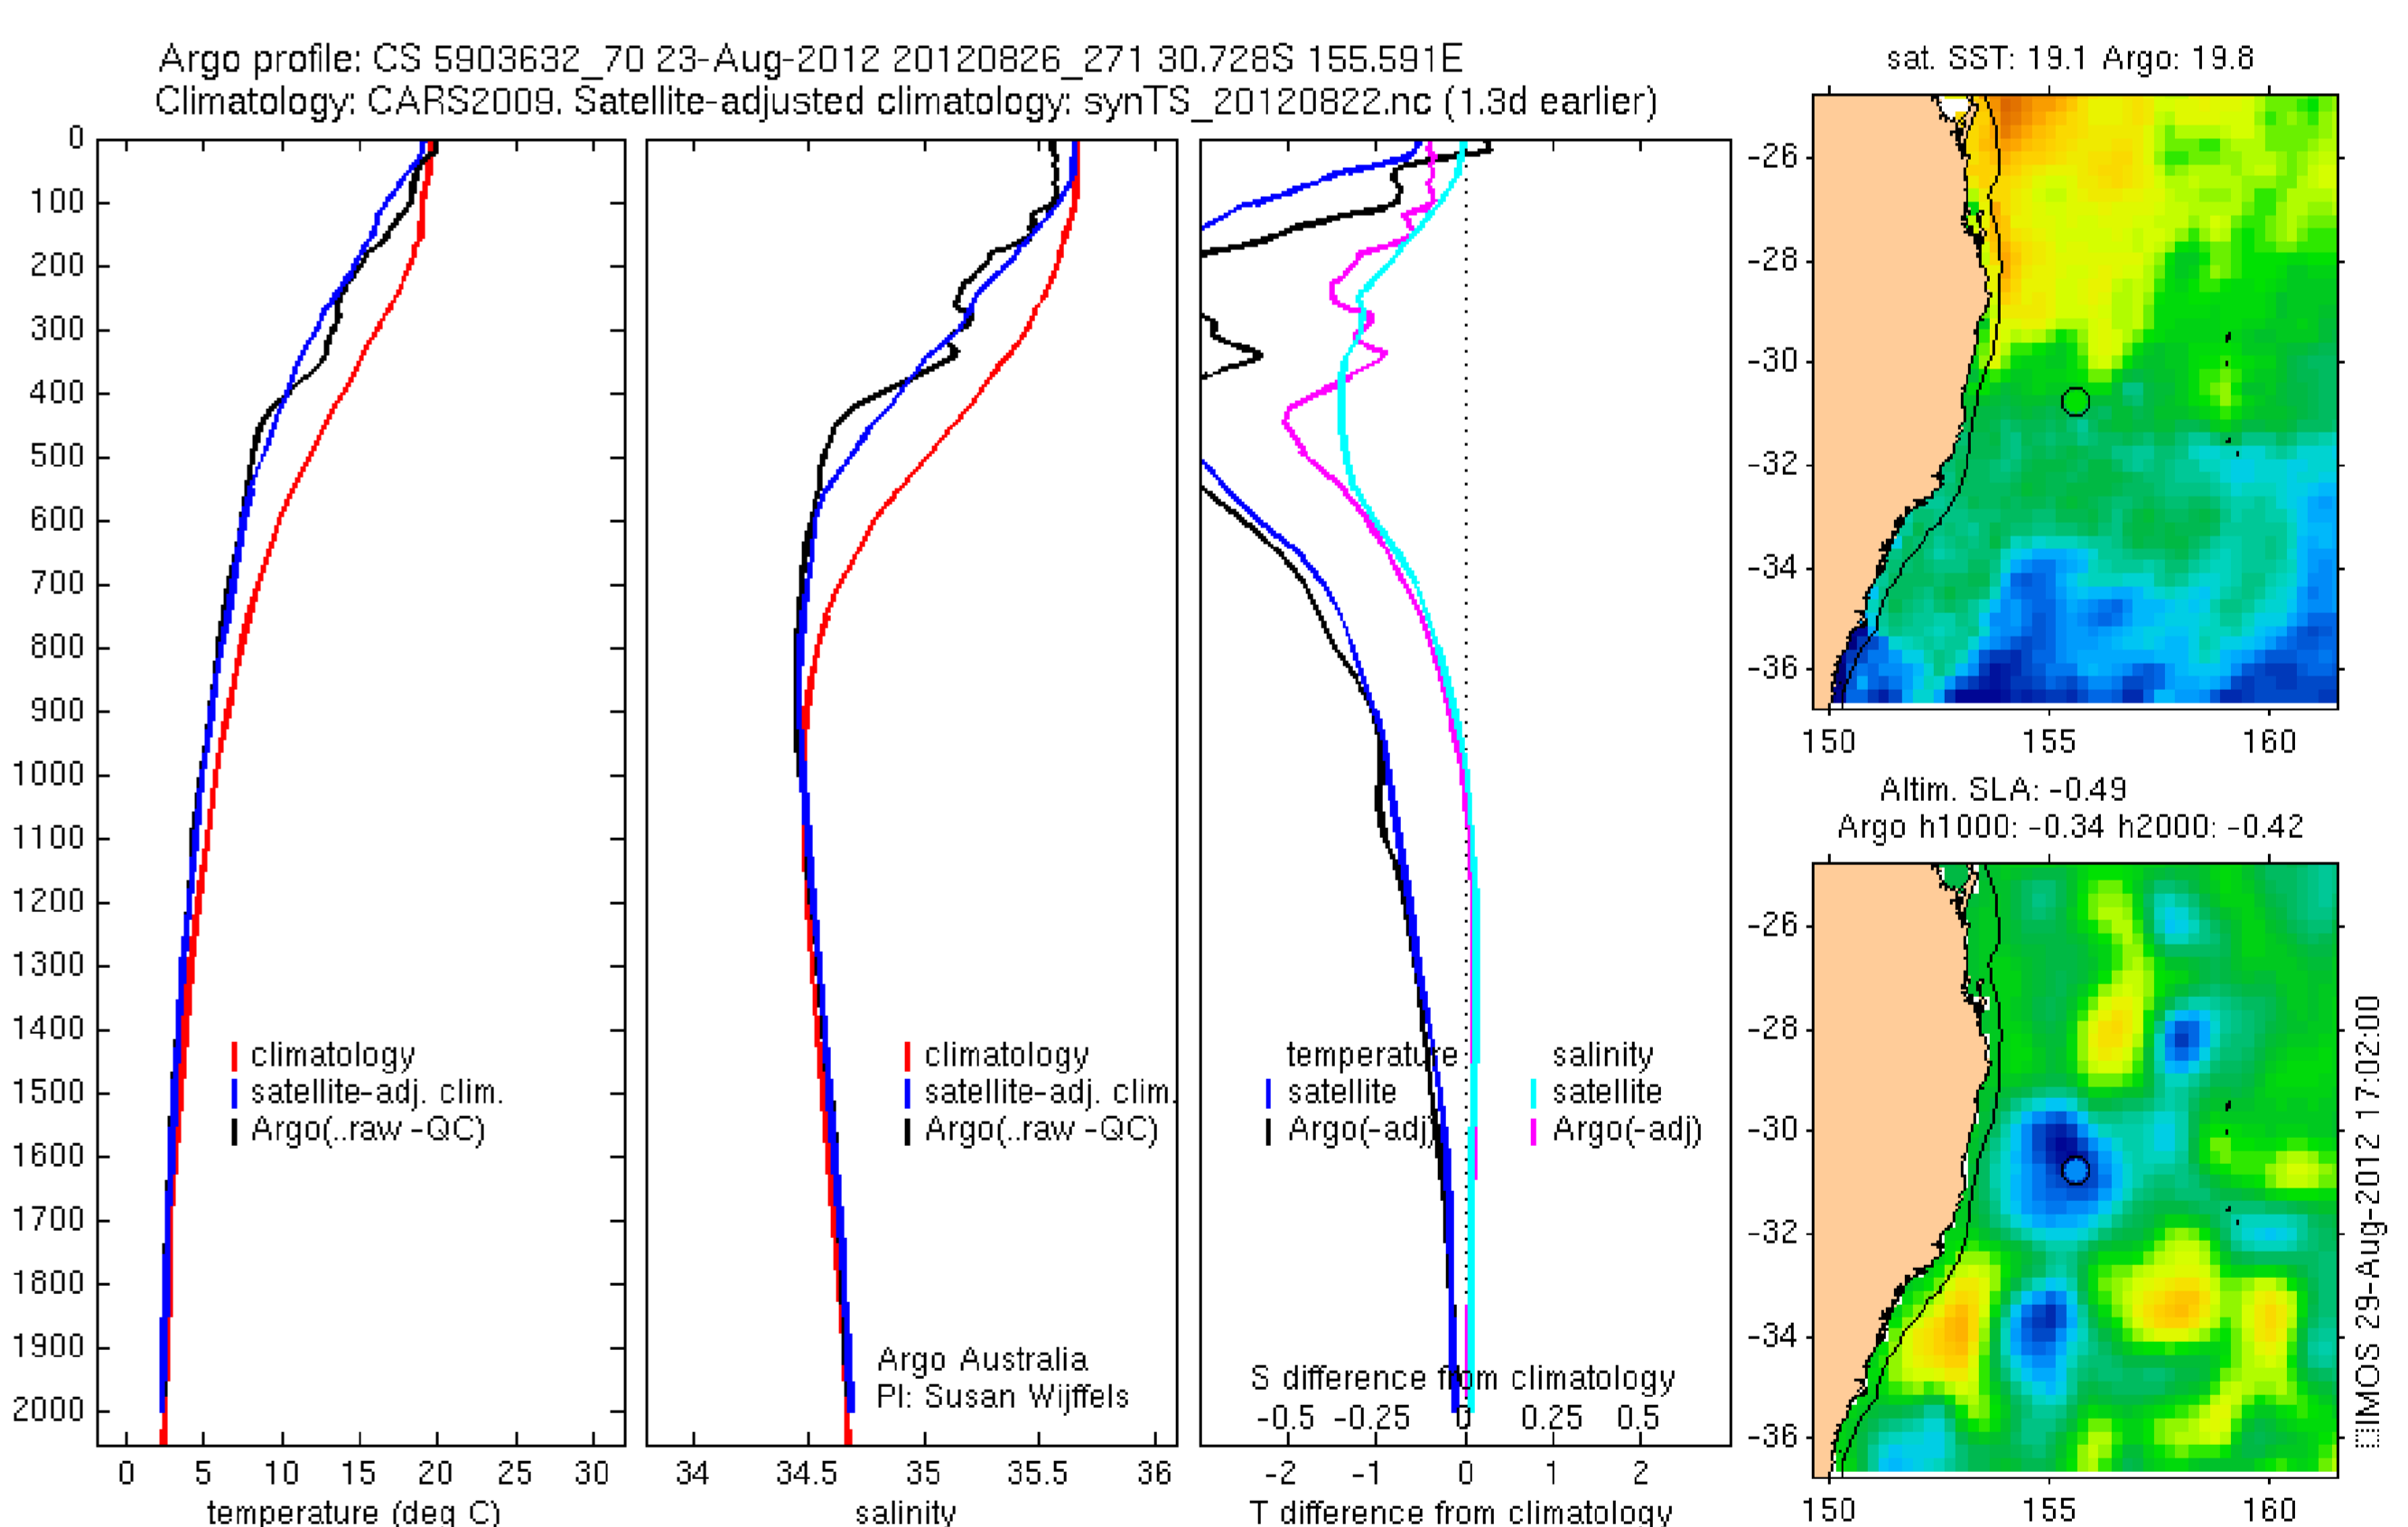 Argo profile: CS 5903632_70 23-Aug-2012 20120826_271 30.728S 155.591E
Climatology: CARS2009. Satellite-adjusted climatology: synTS_20120822.nc (1.3d earlier)
0
100
200
300
400
500
600
700
800
900
1000
1100
1200
1300
1400
1500
1600
1700
1800
1900
2000
climatology
satellite-adj. clim.
Argo(..raw -QC)
0 5 10 15 20 25 30
temperature (deg C)
climatology
satellite-adj. clim.
Argo(..raw -QC)
Argo Australia
PI: Susan Wijffels
34 34.5 35 35.5 36
salinity
temperature salinity
satellite satellite
Argo(-adj) Argo(-adj)
S difference from climatology
-0.5 -0.25 0 0.25 0.5
-2 -1 0 1 2
T difference from climatology
sat. SST: 19.1 Argo: 19.8
-26
-28
-30
-32
-34
-36
150 155 160
Altim. SLA: -0.49
Argo h1000: -0.34 h2000: -0.42
-26
-28
-30
-32
-34
-36
150 155 160
IMOS 29-Aug-2012 17:02:00